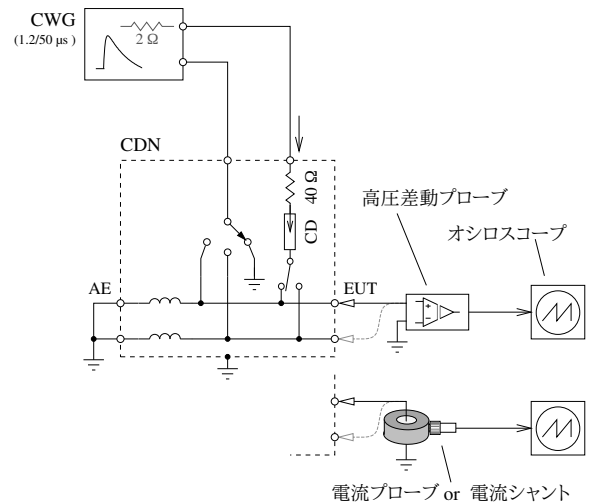 CWG
(1.2/50 μs )
2 Ω
CDN
40 Ω
CD
高圧差動プローブ
オシロスコープ
AE
EUT
+
−
電流プローブ or 電流シャント